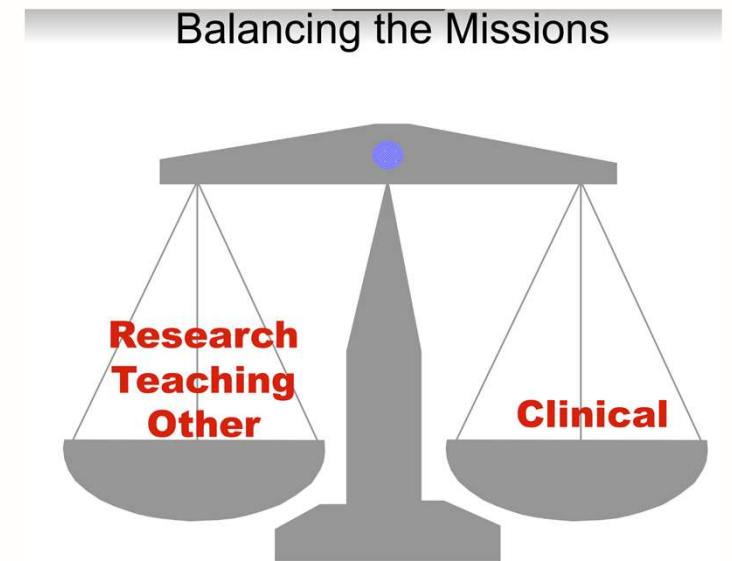 Balancing the Missions
Research
Teaching
Other
Clinical